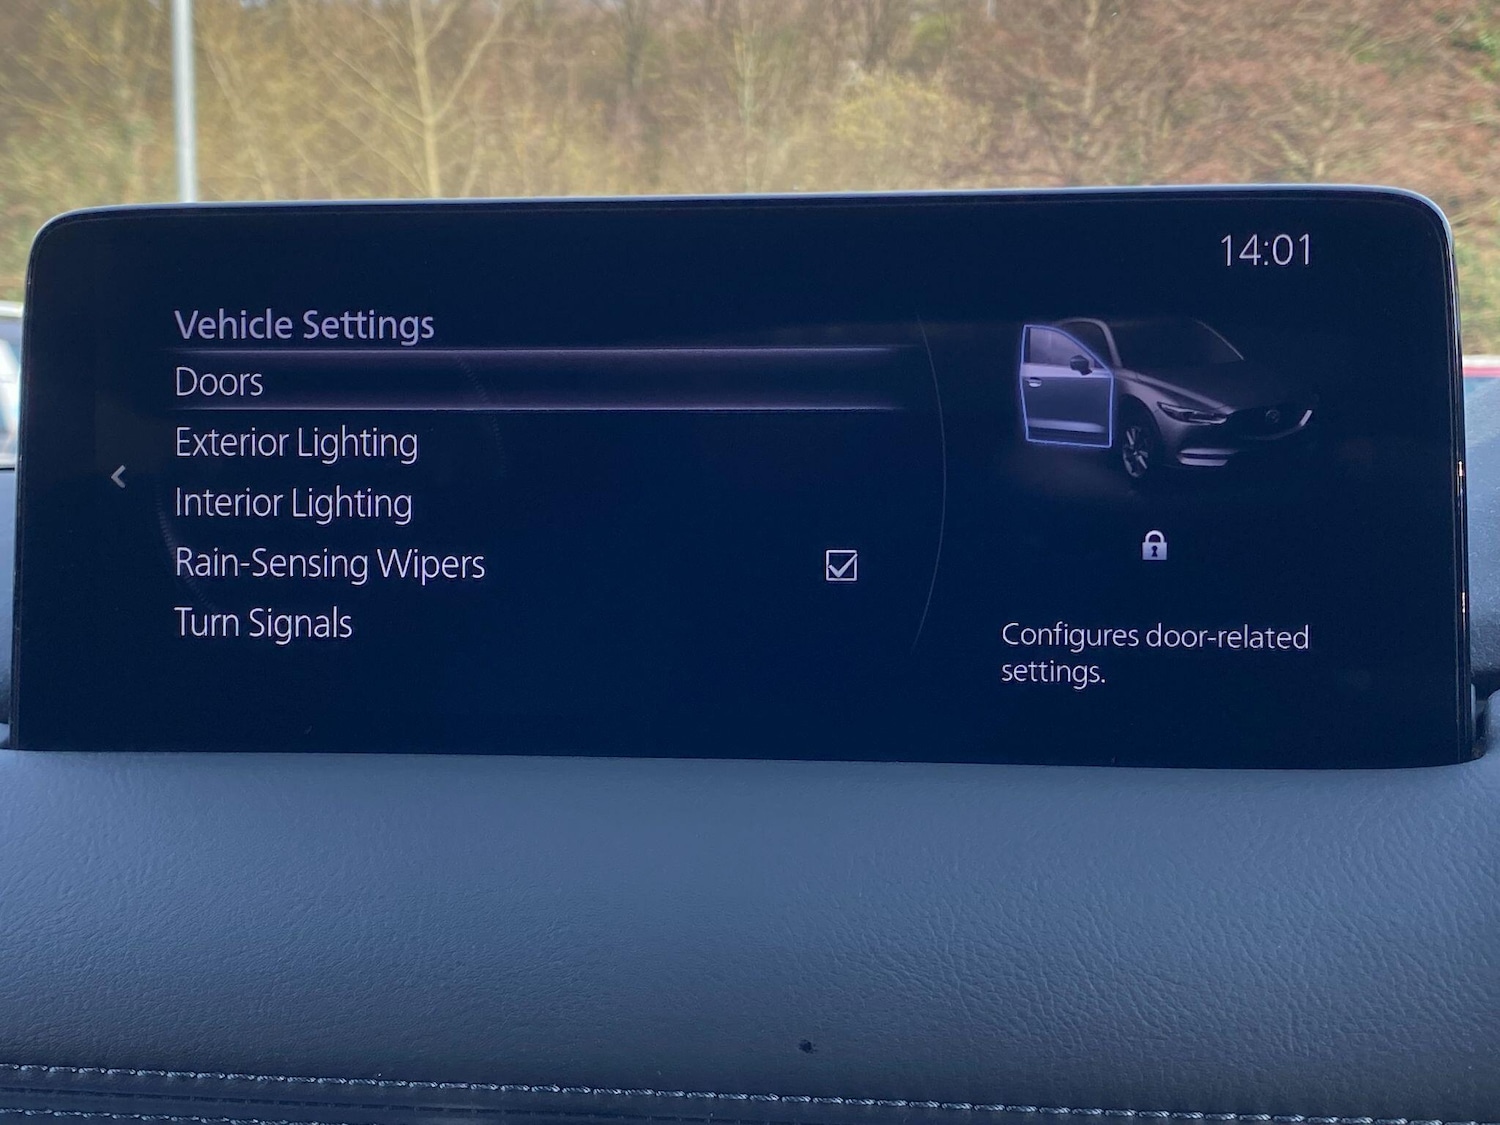 14:01
Vehicle Settings
Doors
Exterior Lighting
Interior Lighting
Rain-Sensing Wipers
Turn Signals
Configures door-related
settings.